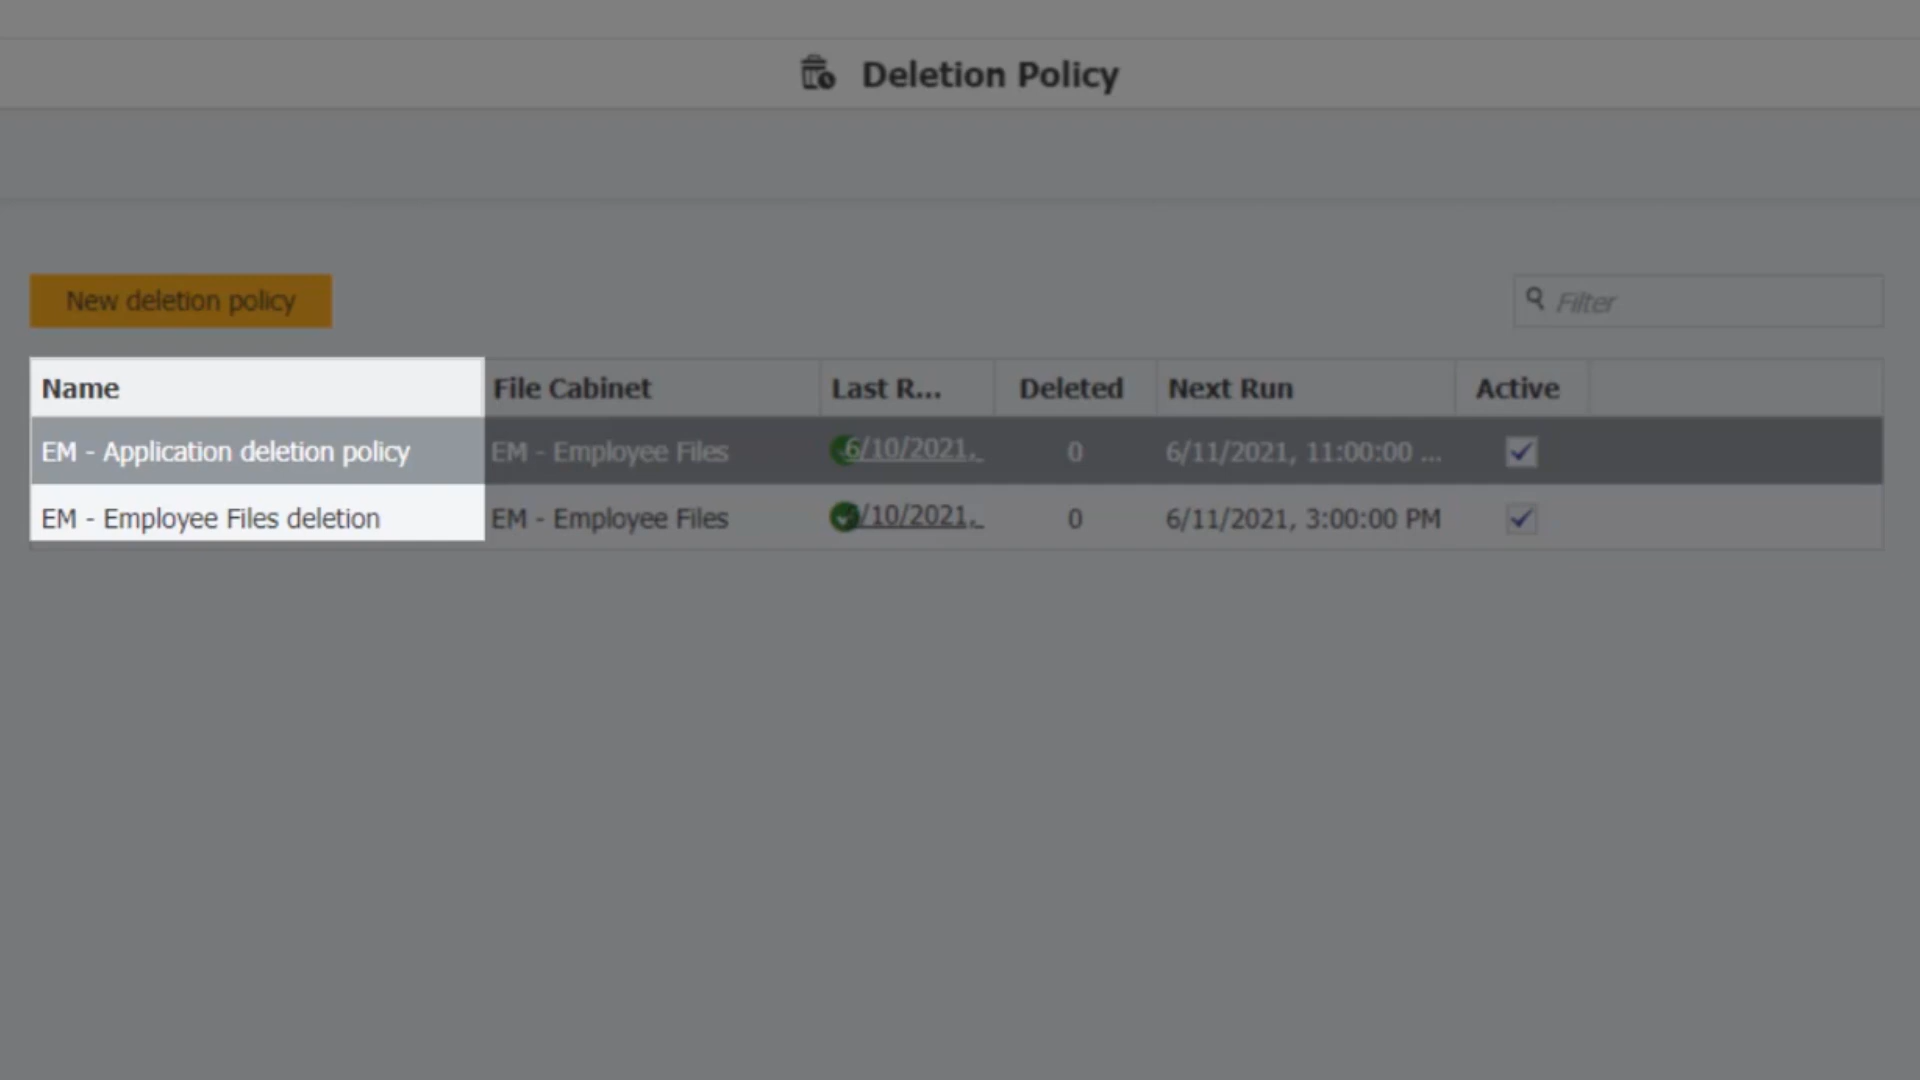 Deletion Policy
New deletion policy
Filter
Name File Cabinet Last R... Deleted Next Run Active
EM - Application deletion policy EM - Employee Files 6/10/2021, 0 6/11/2021, 11:00:00 ...
EM - Employee Files deletion EM - Employee Files /10/2021, 0 6/11/2021, 3:00:00 PM